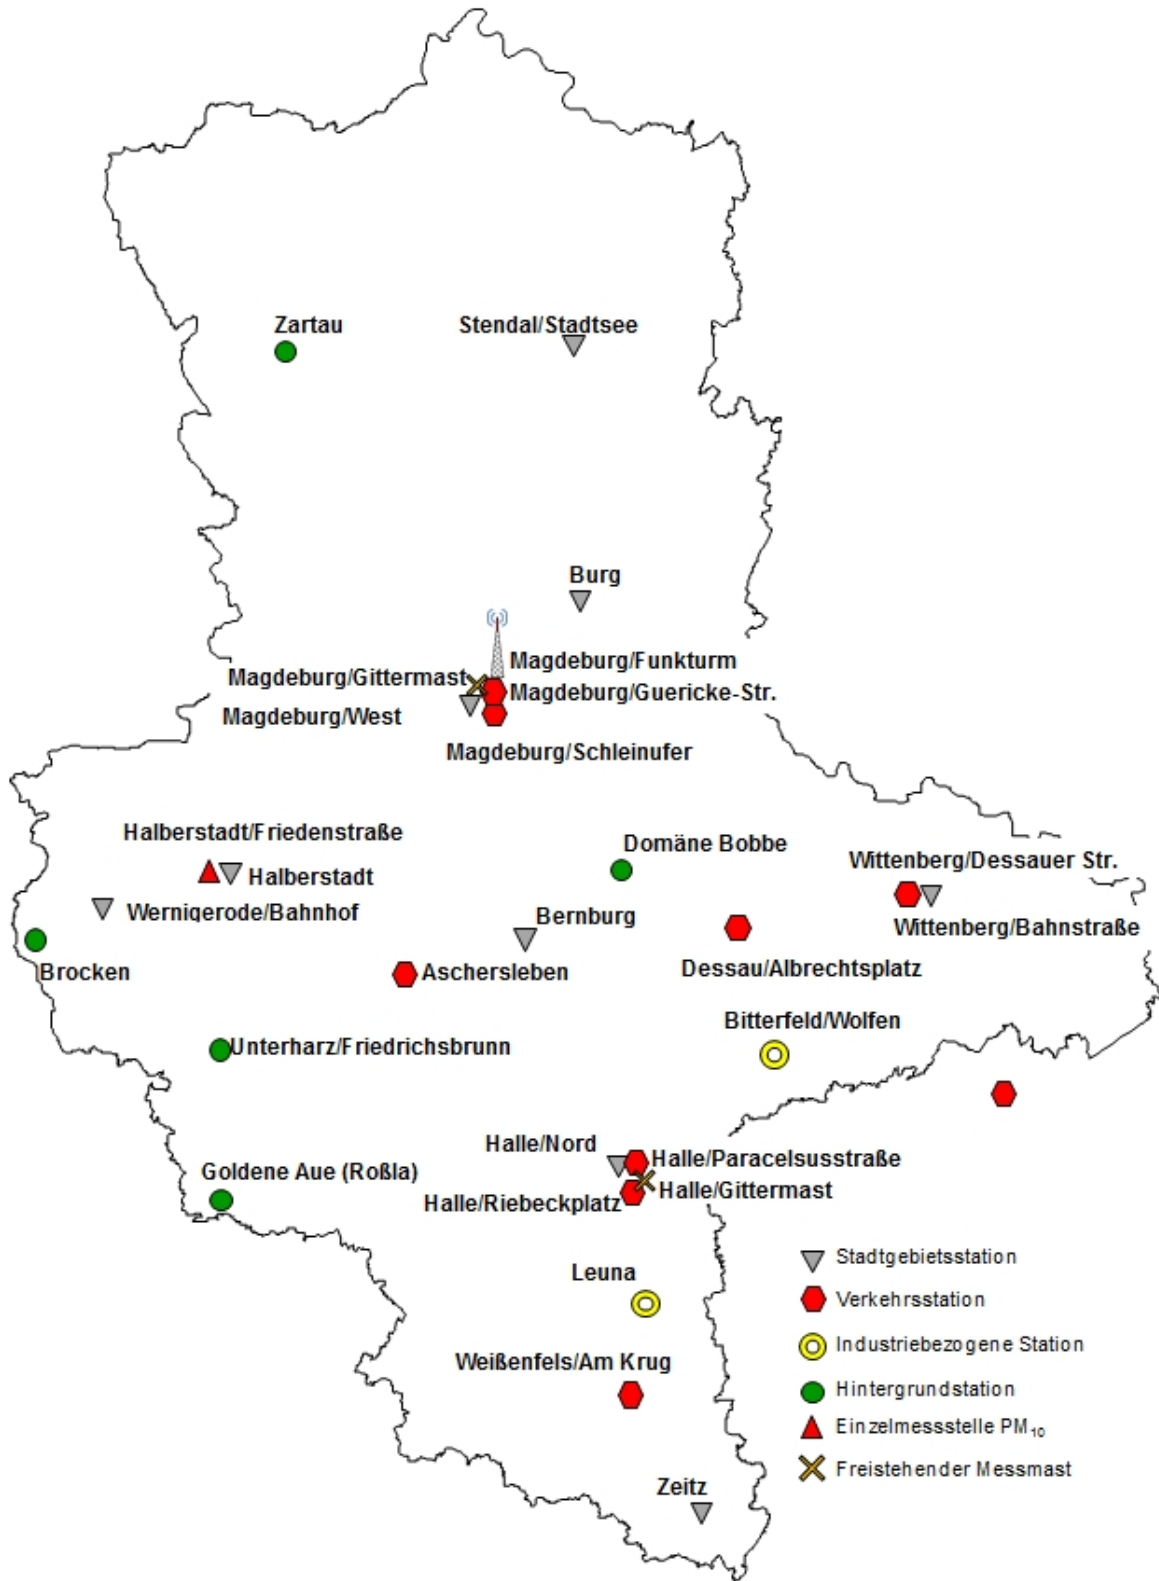 Zartau
Stendal/Stadtsee
Burg
Magdeburg/Funkturm
Magdeburg/Gittermast
Magdeburg/Guericke-Str.
Magdeburg/West
Magdeburg/Schleinufer
Halberstadt/Friedenstraße
Domäne Bobbe
Wittenberg/Dessauer Str.
Halberstadt
Wernigerode/Bahnhof
Bernburg
Wittenberg/Bahnstraße
Brocken
Aschersleben
Dessau/Albrechtsplatz
Bitterfeld/Wolfen
Unterharz/Friedrichsbrunn
Halle/Nord
Halle/Paracelsusstraße
Goldene Aue (Roßla)
Halle/Gittermast
Halle/Riebeckplatz
Leuna
Weißenfels/Am Krug
Zeitz
Stadtgebietsstation
Verkehrsstation
Industriebezogene Station
Hintergrundstation
Einzelmessstelle PM₁₀
Freistehender Messmast